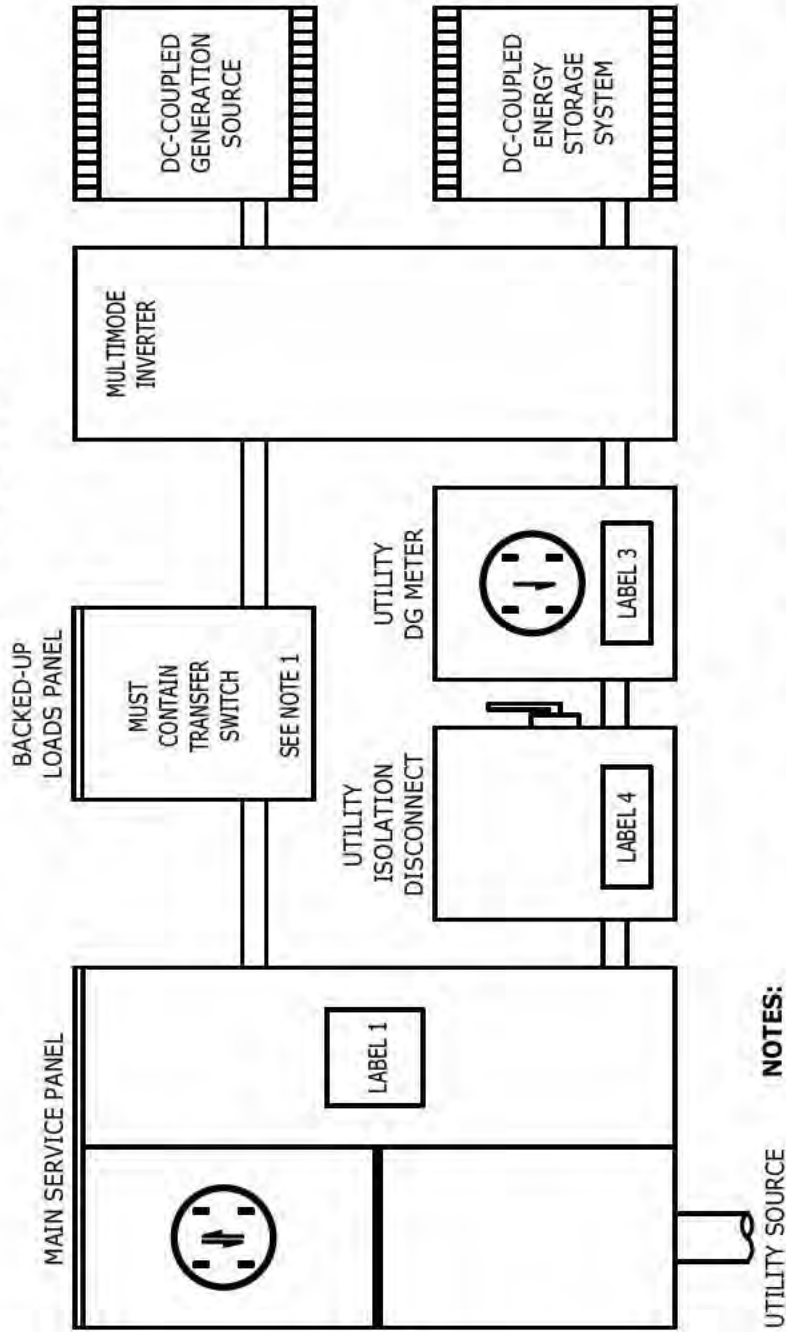 MAIN SERVICE PANEL
LABEL 1
UTILITY SOURCE
NOTES:
BACKED-UP
LOADS PANEL
MUST
CONTAIN
TRANSFER
SWITCH
SEE NOTE 1
UTILITY
ISOLATION
DISCONNECT
LABEL 4
UTILITY
DG METER
LABEL 3
MULTIMODE
INVERTER
DC-COUPLED
GENERATION
SOURCE
DC-COUPLED
ENERGY
STORAGE
SYSTEM